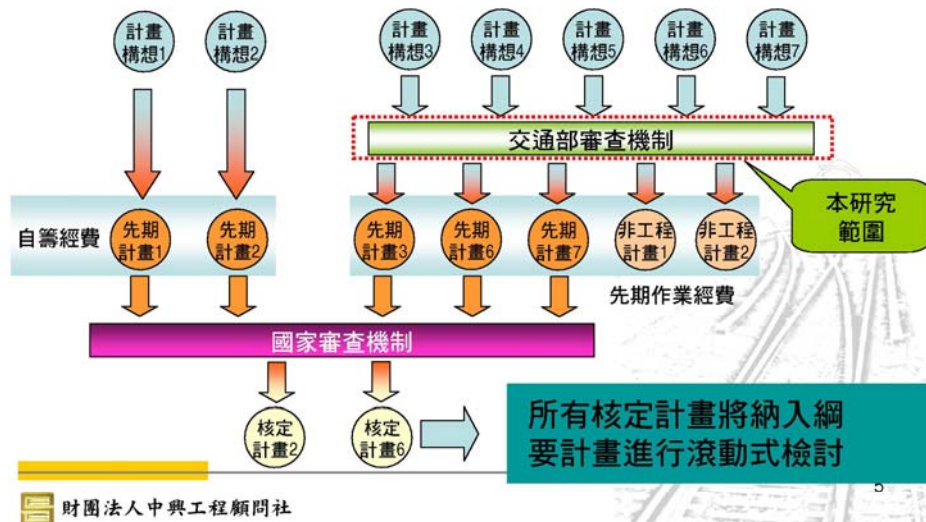 計畫
構想1
計畫
構想2
計畫
構想3
計畫
構想4
計畫
構想5
計畫
構想6
計畫
構想7
交通部審查機制
本研究
範圍
自籌經費
先期
計畫1
先期
計畫2
先期
計畫3
先期
計畫6
先期
計畫7
非工程
計畫1
非工程
計畫2
先期作業經費
國家審查機制
核定
計畫2
核定
計畫6
所有核定計畫將納入綱
要計畫進行滾動式檢討
5
財團法人中興工程顧問社